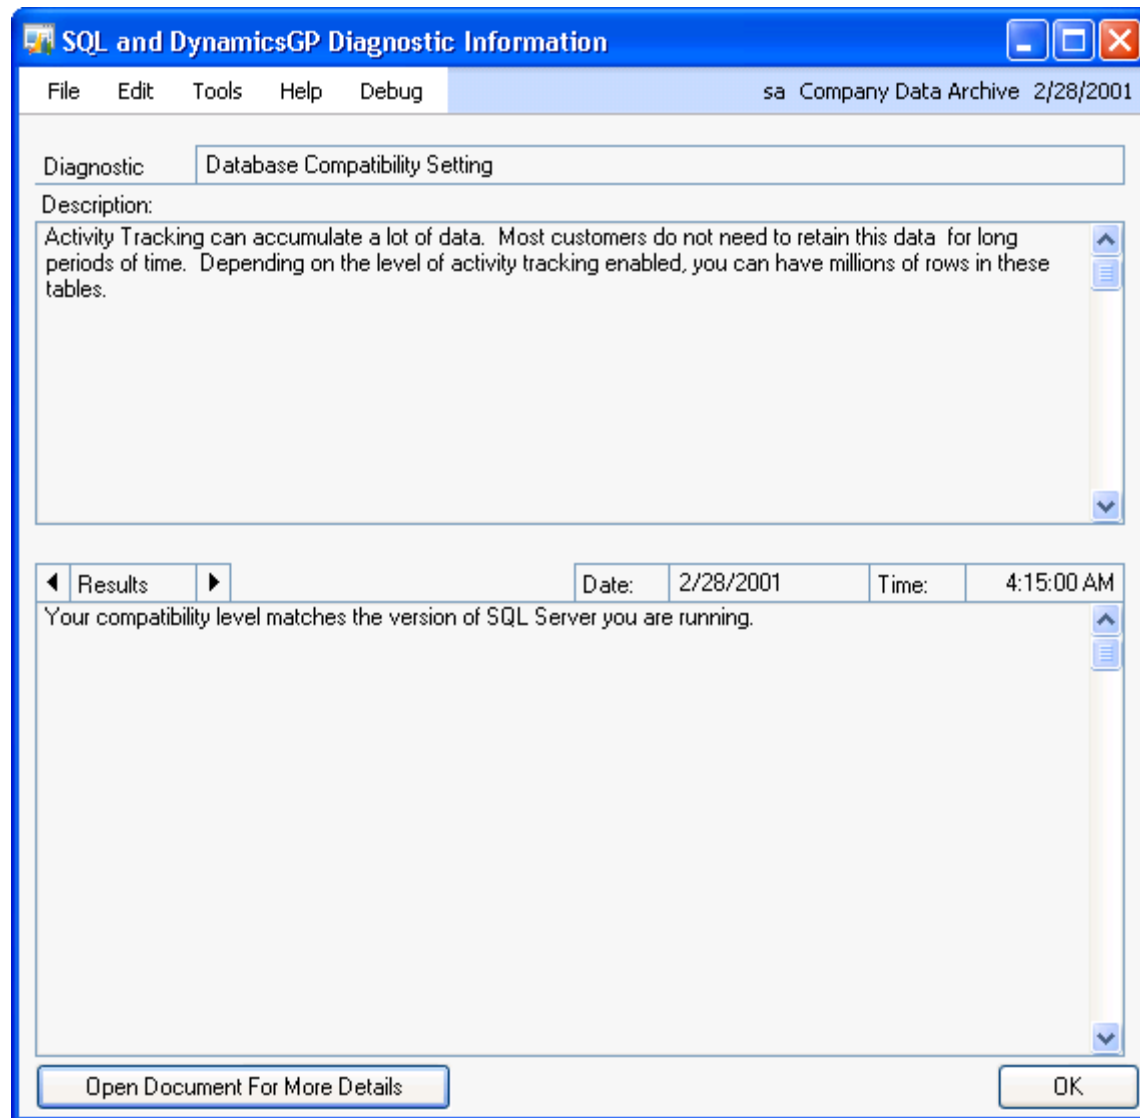 SQL and DynamicsGP Diagnostic Information
File Edit Tools Help Debug sa Company Data Archive 2/28/2001
Diagnostic Database Compatibility Setting
Description:
Activity Tracking can accumulate a lot of data.  Most customers do not need to retain this data  for long
periods of time.  Depending on the level of activity tracking enabled, you can have millions of rows in these
tables.
Results Date: 2/28/2001 Time: 4:15:00 AM
Your compatibility level matches the version of SQL Server you are running.
Open Document For More Details OK